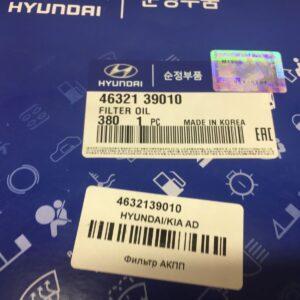 HYUNDAI 순정부품
HYUNDAI 순정부품
46321 39010
FILTER OIL
380 1 PC MADE IN KOREA
EAC
4632139010
HYUNDAI/KIA AD
Фильтр АКПП